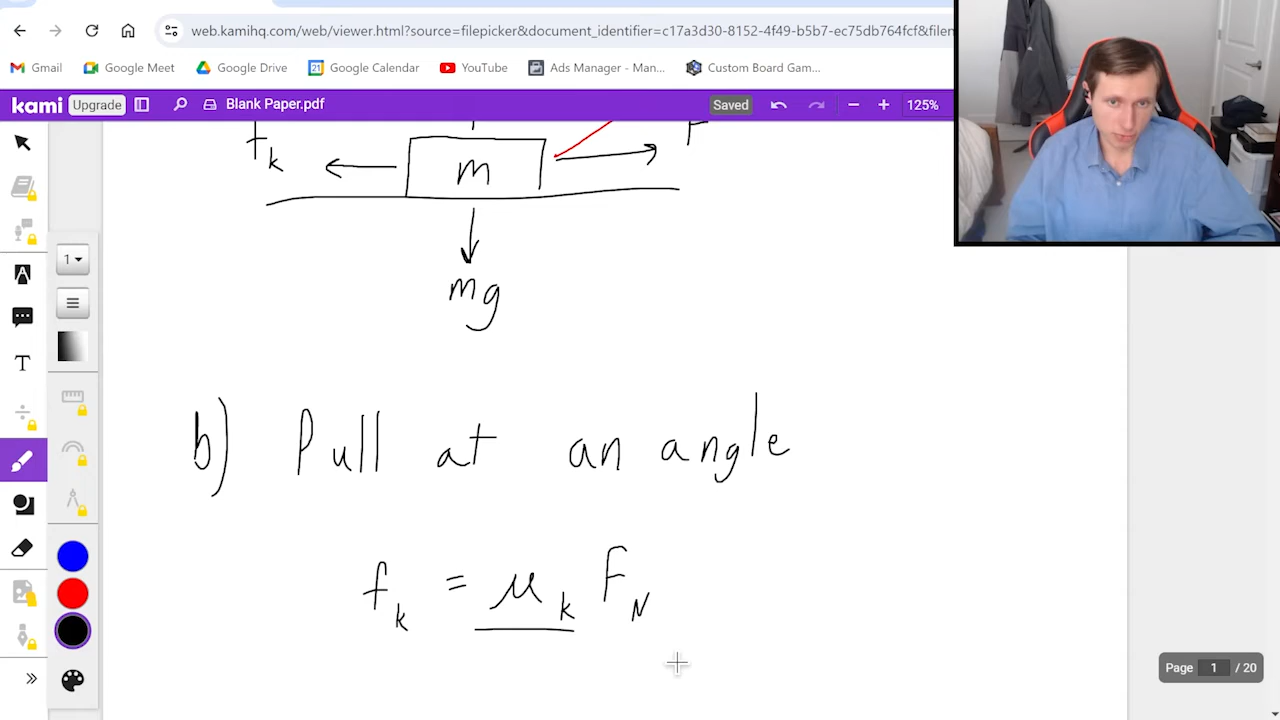 web.kamihq.com/web/viewer.html?source=filepicker&document_identifier=c17a3d30-8152-4f49-b5b7-ec75db764fcf&filen
Gmail Google Meet Google Drive 21 Google Calendar YouTube Ads Manager - Man... Custom Board Gam...
kami Upgrade Blank Paper.pdf Saved 125%
f_k m F
mg
1
A
T
b) Pull at an angle
f_k = μ_k F_N
Page 1 / 20